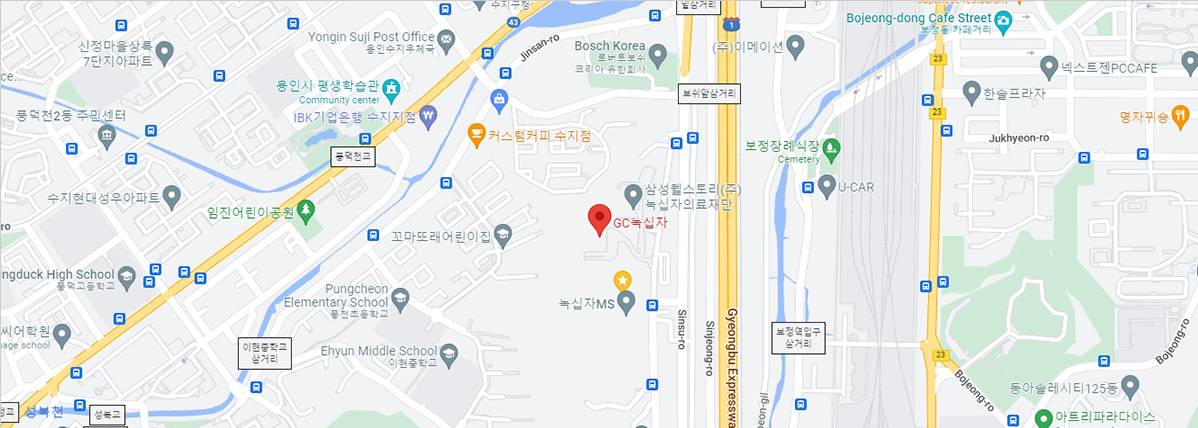 수지구청
43
Yongin Suji Post Office
용인수지우체국
Jinsan-ro
Bosch Korea
로버트보쉬
코리아 유한회사
1
(주)이메이션
Bojeong-dong Cafe Street
보정동 카페거리
23
넥스트젠PCCAFE
신정마을상록
7단지아파트
용인시 평생학습관
Community center
보쉬앞삼거리
한솔프라자
IBK기업은행 수지지점
풍덕천2동 주민센터
커스텀커피 수지점
23
명자퀴숑
Jukhyeon-ro
보정장례식장
Cemetery
풍덕천교
수지현대성우아파트
삼성웰스토리(주)
녹십자의료재단
U-CAR
임진어린이공원
GC녹십자
꼬마또래어린이집
ngduck High School
풍덕고등학교
Pungcheon
Elementary School
풍천초등학교
녹십자MS
Sinsu-ro
Sinjeong-ro
Gyeongbu Expresswa
보정역입구
삼거리
씨어학원
nage school
이현중학교
삼거리
Ehyun Middle School
이현중학교
23
Bojeong-ro
Bojeong-ro
동아솔레시티125동
peon-gil
성복천
성복교
아트리파라다이스